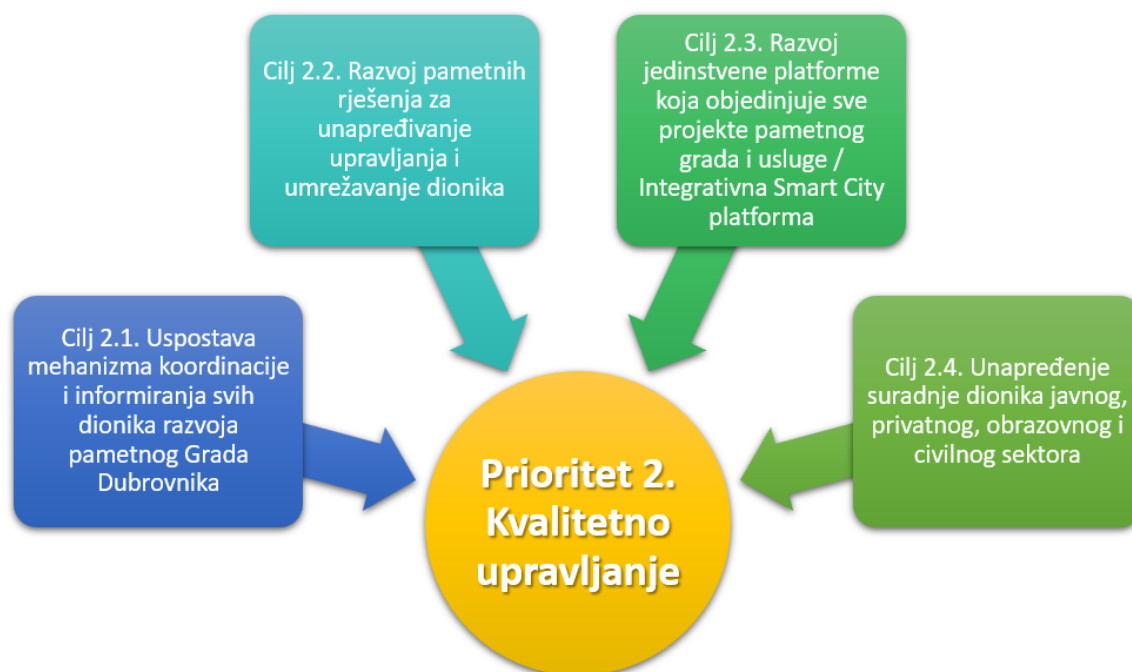 Cilj 2.1. Uspostava
mehanizma koordinacije
i informiranja svih
dionika razvoja
pametnog Grada
Dubrovnika
Cilj 2.2. Razvoj pametnih
rješenja za
unapređivanje
upravljanja i
umrežavanje dionika
Cilj 2.3. Razvoj
jedinstvene platforme
koja objedinjuje sve
projekte pametnog
grada i usluge /
Integrativna Smart City
platforma
Cilj 2.4. Unapređenje
suradnje dionika javnog,
privatnog, obrazovnog i
civilnog sektora
Prioritet 2.
Kvalitetno
upravljanje